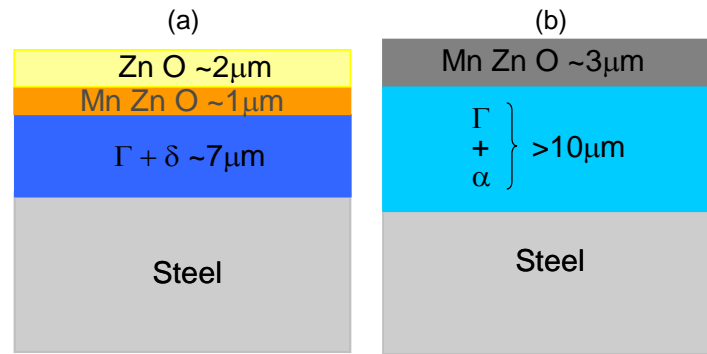 (a)
Zn O ~2μm
Mn Zn O ~1μm
Γ + δ ~7μm
Steel
(b)
Mn Zn O ~3μm
Γ
+
α
>10μm
Steel